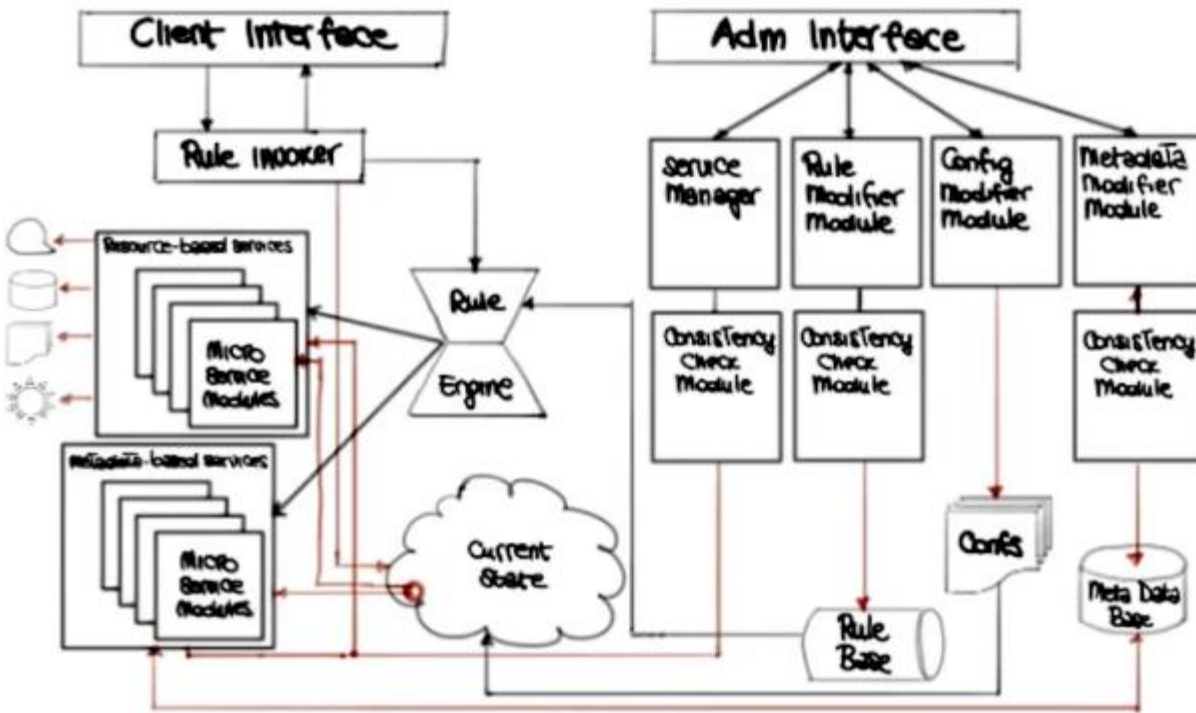 Client Interface
Adm Interface
Rule Invoker
Service
Manager
Rule
Modifier
Module
Config
Modifier
Module
Metadata
Modifier
Module
Resource-based services
MICRO
Service
Modules
Rule
Engine
Consistency
Check
Module
Consistency
Check
Module
Consistency
Check
Module
Metadata-based services
MICRO
Service
Modules
Current
State
Confs
Rule
Base
Meta Data
Base